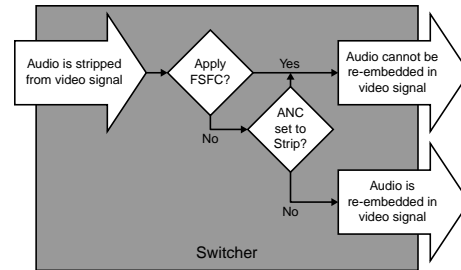 Audio is stripped
from video signal
Apply
FSFC?
Yes
Audio cannot be
re-embedded in
video signal
No
ANC
set to
Strip?
No
Audio is
re-embedded in
video signal
Switcher